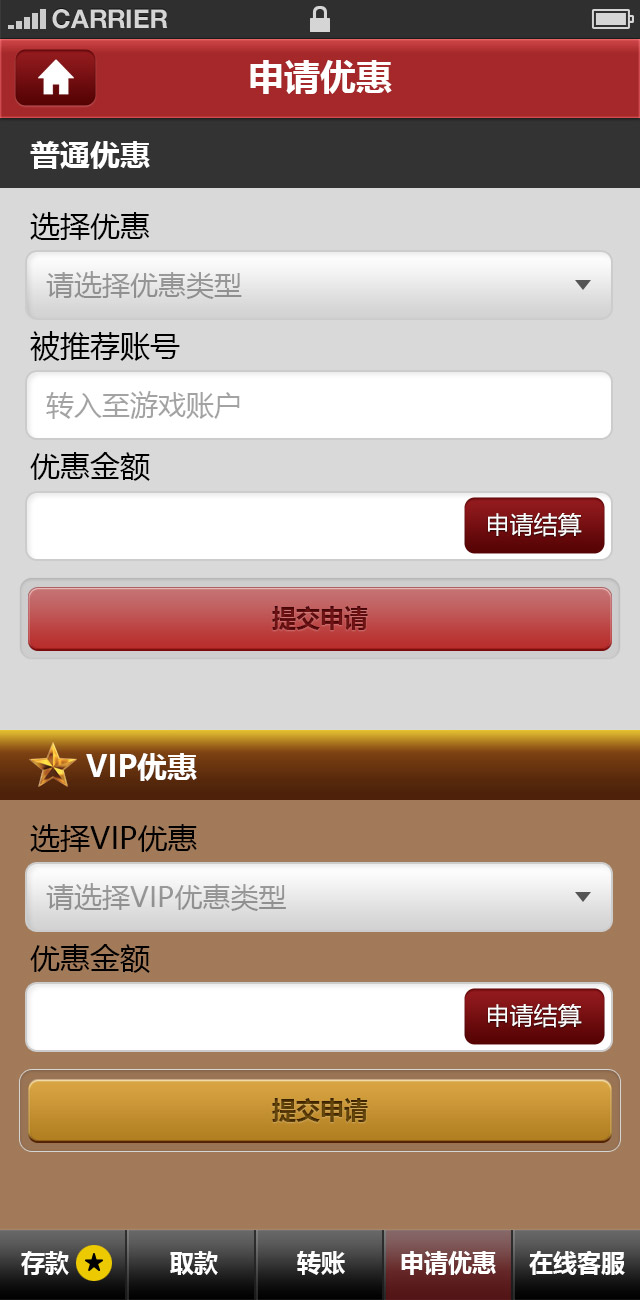 CARRIER
申请优惠
普通优惠
选择优惠
请选择优惠类型
被推荐账号
转入至游戏账户
优惠金额
申请结算
提交申请
VIP优惠
选择VIP优惠
请选择VIP优惠类型
优惠金额
申请结算
提交申请
存款 取款 转账 申请优惠 在线客服